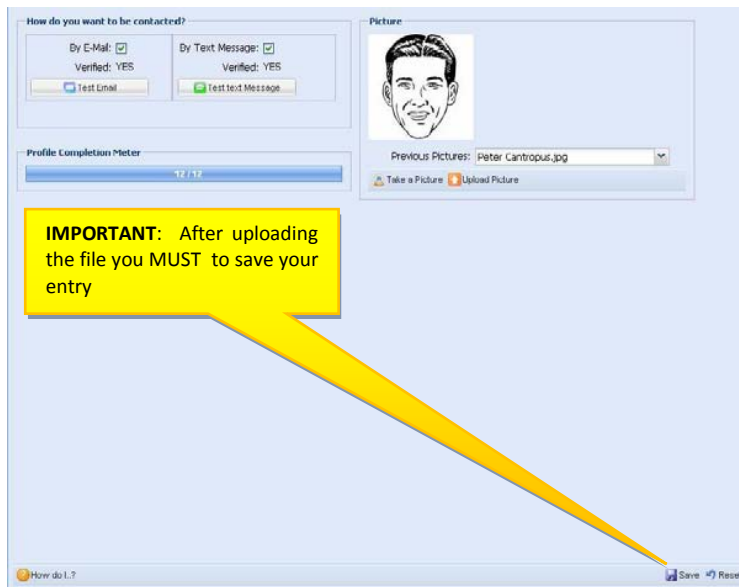 How do you want to be contacted?
By E-Mail:
By Text Message:
Verified: YES
Verified: YES
Test Email
Test text Message
Profile Completion Meter
12 / 12
Picture
Previous Pictures: Peter Cantropus.jpg
Take a Picture Upload Picture
IMPORTANT: After uploading
the file you MUST to save your
entry
How do I..?
Save Rese